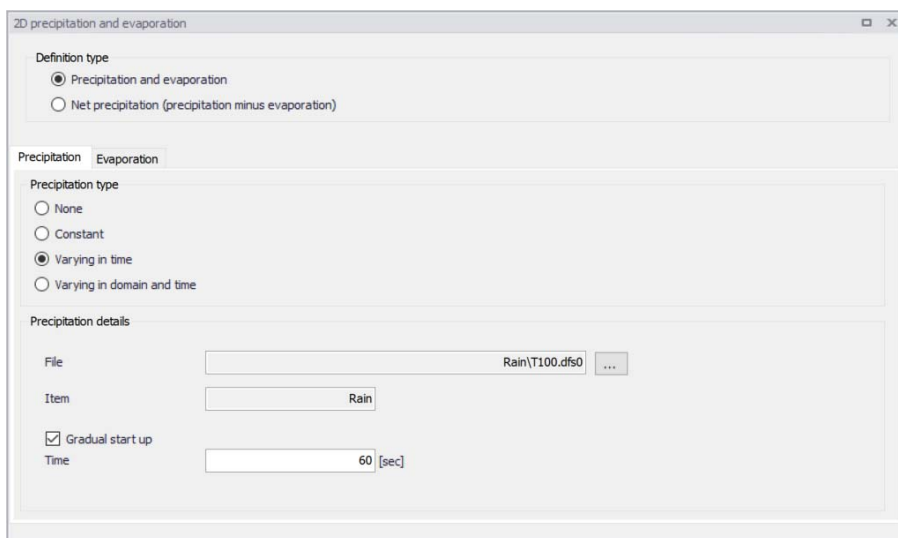 2D precipitation and evaporation
Definition type
Precipitation and evaporation
Net precipitation (precipitation minus evaporation)
Precipitation Evaporation
Precipitation type
None
Constant
Varying in time
Varying in domain and time
Precipitation details
File Rain\T100.dfs0 ...
Item Rain
Gradual start up
Time 60 [sec]